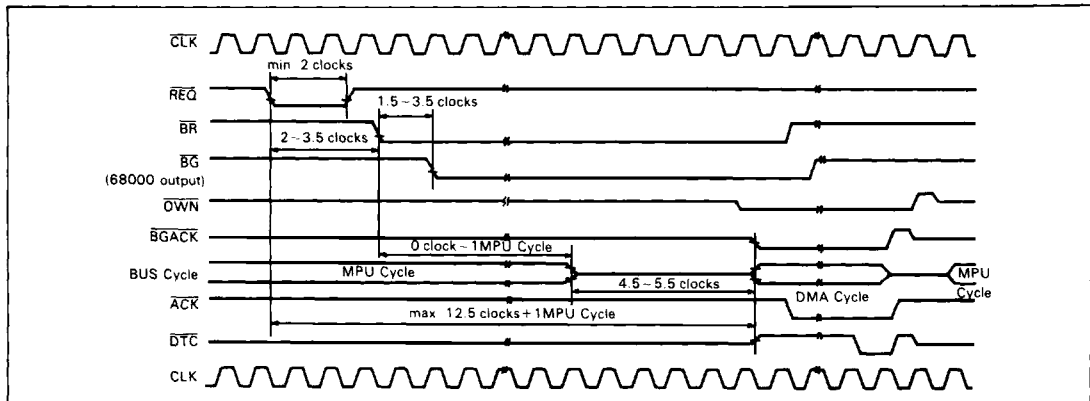 CLK
min 2 clocks
REQ
1.5~3.5 clocks
BR
2~3.5 clocks
BG
(68000 output)
OWN
BGACK
0 clock~1MPU Cycle
BUS Cycle
MPU Cycle
MPU
Cycle
4.5~5.5 clocks
DMA Cycle
ACK
max 12.5 clocks+1MPU Cycle
DTC
CLK